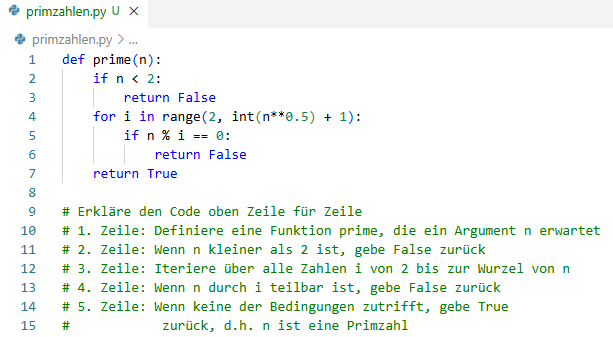 primzahlen.py U ×
primzahlen.py > ...
1 def prime(n):
2 if n < 2:
3 return False
4 for i in range(2, int(n**0.5) + 1):
5 if n % i == 0:
6 return False
7 return True
8
9 # Erkläre den Code oben Zeile für Zeile
10 # 1. Zeile: Definiere eine Funktion prime, die ein Argument n erwartet
11 # 2. Zeile: Wenn n kleiner als 2 ist, gebe False zurück
12 # 3. Zeile: Iteriere über alle Zahlen i von 2 bis zur Wurzel von n
13 # 4. Zeile: Wenn n durch i teilbar ist, gebe False zurück
14 # 5. Zeile: Wenn keine der Bedingungen zutrifft, gebe True
15 # zurück, d.h. n ist eine Primzahl